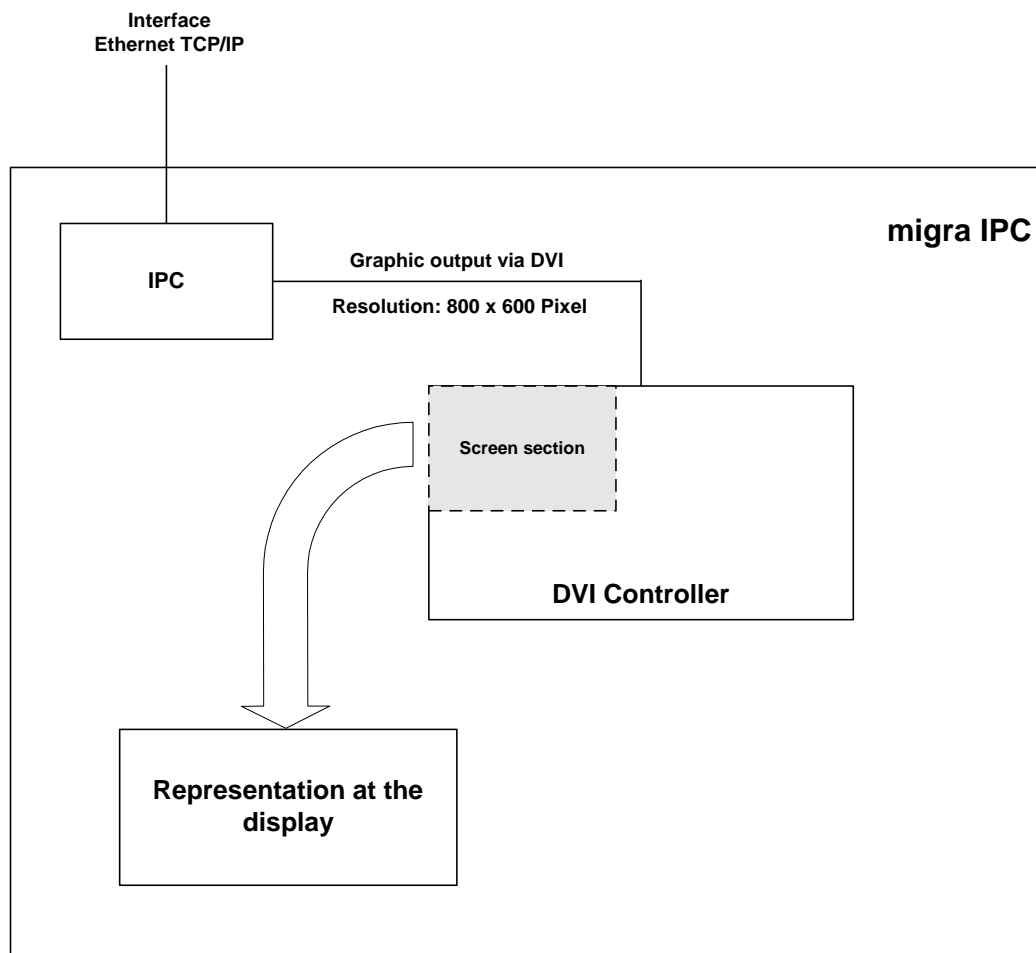 Interface
Ethernet TCP/IP
migra IPC
IPC
Graphic output via DVI
Resolution: 800 x 600 Pixel
Screen section
DVI Controller
Representation at the
display